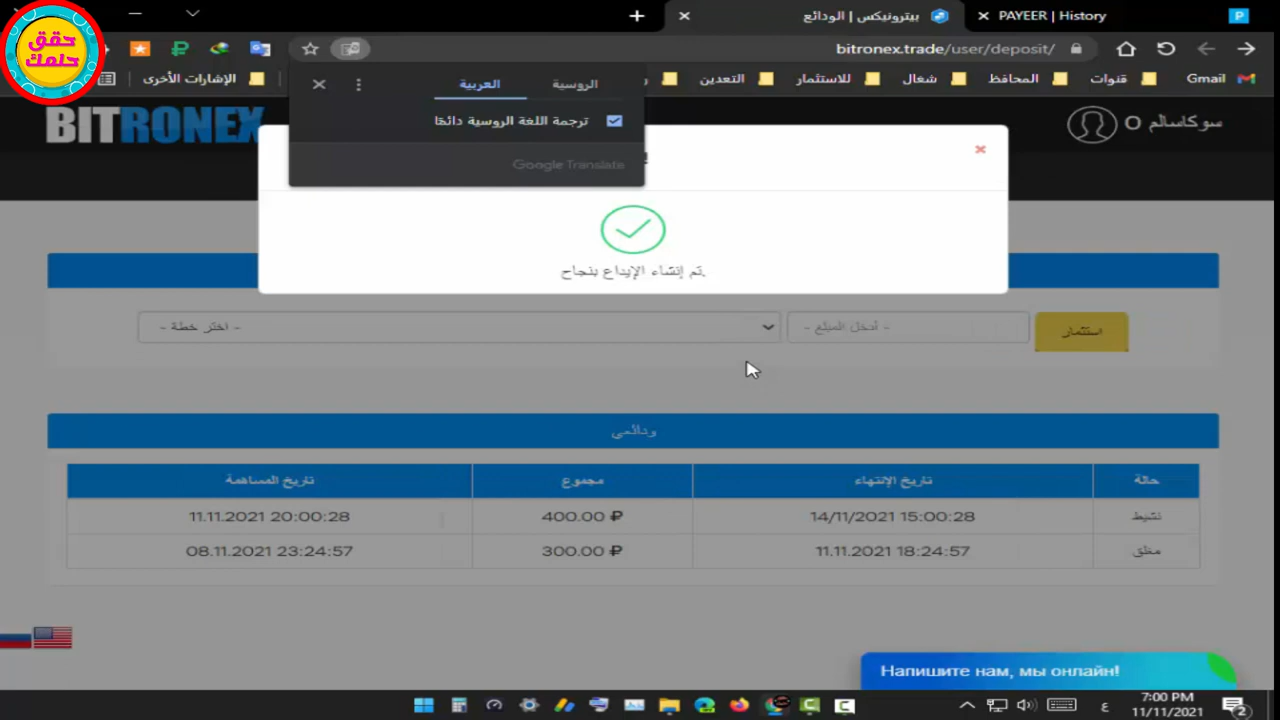 حقق
حلمك
بيترونيكس | الودائع
PAYEER | History
P
bitronex.trade/user/deposit/
الإشارات الأخرى
التعدين
للاستثمار
شغال
المحافظ
قنوات
Gmail
العربية
الروسية
ترجمة اللغة الروسية دائمًا
Google Translate
BITRONEX
سوكاسالم O
تم إنشاء الإيداع بنجاح.
- اختر خطة -
- أدخل المبلغ -
استثمار
ودائعي
تاريخ المساهمة
مجموع
تاريخ الإنتهاء
حالة
11.11.2021 20:00:28
400.00 ₽
14/11/2021 15:00:28
نشيط
08.11.2021 23:24:57
300.00 ₽
11.11.2021 18:24:57
مغلق
Напишите нам, мы онлайн!
ع
7:00 PM
11/11/2021
2